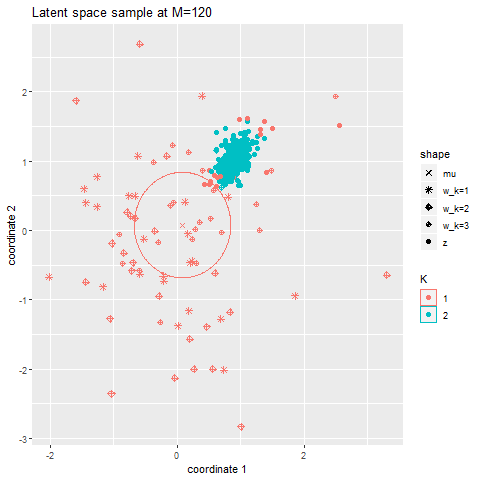 Latent space sample at M=120
coordinate 2
2
1
0
-1
-2
-3
-2
0
2
coordinate 1
shape
mu
w_k=1
w_k=2
w_k=3
z
K
1
2